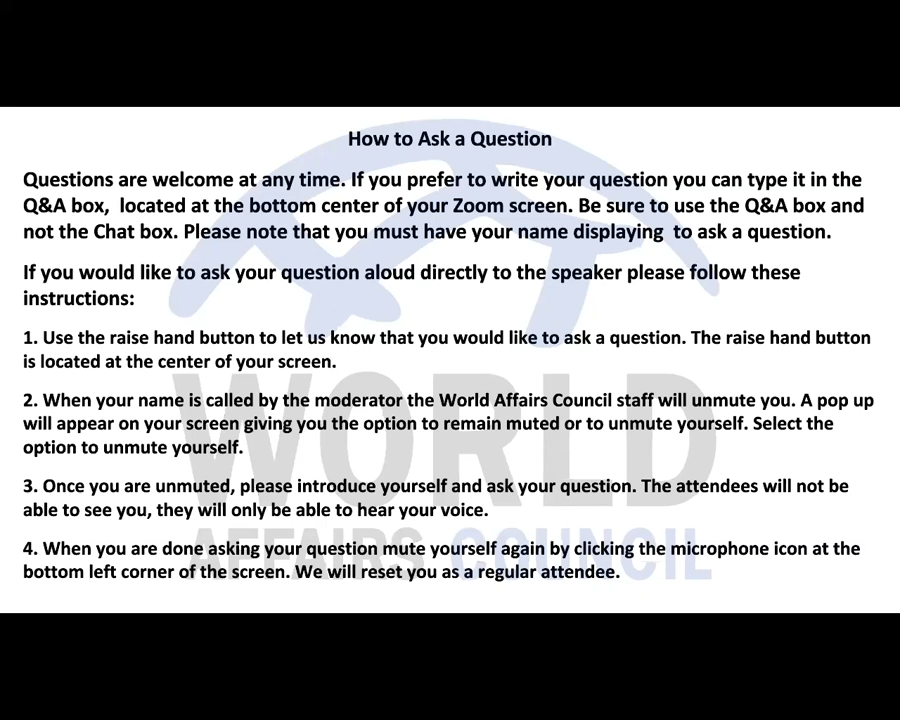 How to Ask a Question
Questions are welcome at any time. If you prefer to write your question you can type it in the
Q&A box,  located at the bottom center of your Zoom screen. Be sure to use the Q&A box and
not the Chat box. Please note that you must have your name displaying  to ask a question.
If you would like to ask your question aloud directly to the speaker please follow these
instructions:
1. Use the raise hand button to let us know that you would like to ask a question. The raise hand button
is located at the center of your screen.
2. When your name is called by the moderator the World Affairs Council staff will unmute you. A pop up
will appear on your screen giving you the option to remain muted or to unmute yourself. Select the
option to unmute yourself.
3. Once you are unmuted, please introduce yourself and ask your question. The attendees will not be
able to see you, they will only be able to hear your voice.
4. When you are done asking your question mute yourself again by clicking the microphone icon at the
bottom left corner of the screen. We will reset you as a regular attendee.
WORLD
AFFAIRS COUNCIL